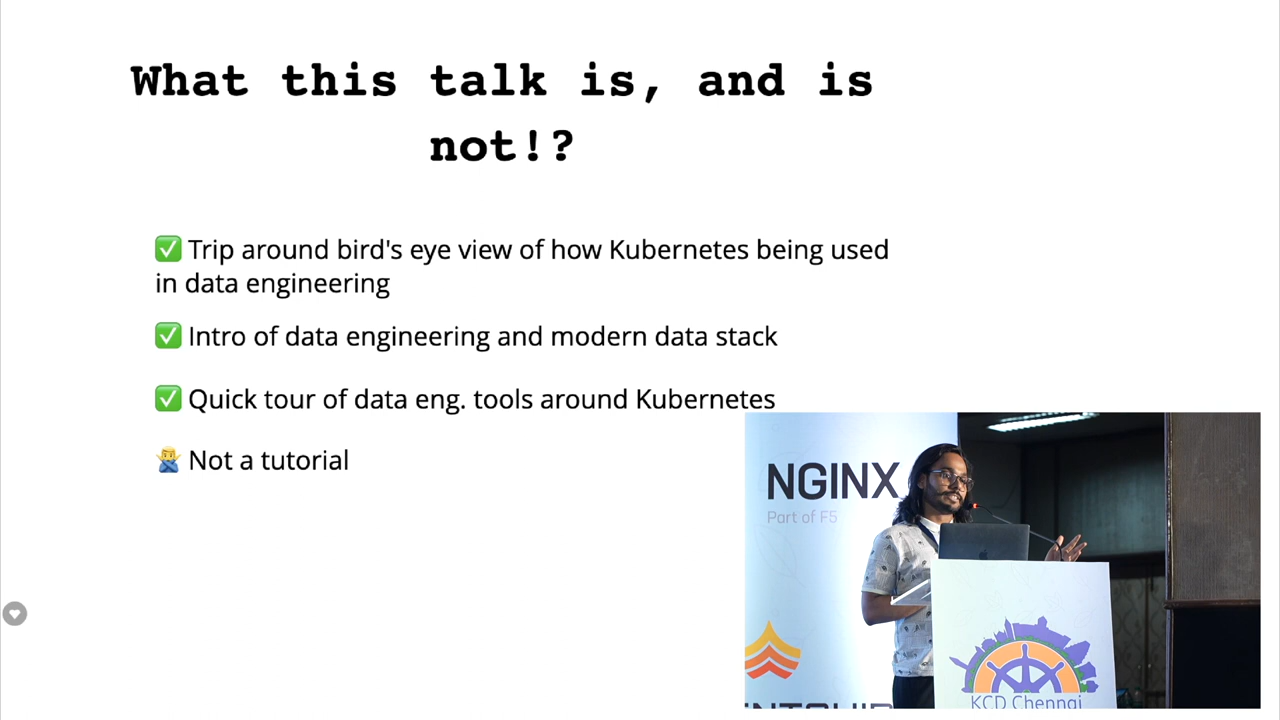 What this talk is, and is
not!?
✅ Trip around bird's eye view of how Kubernetes being used
in data engineering
✅ Intro of data engineering and modern data stack
✅ Quick tour of data eng. tools around Kubernetes
🙅‍♂️ Not a tutorial
NGINX
Part of F5
KCD Chennai